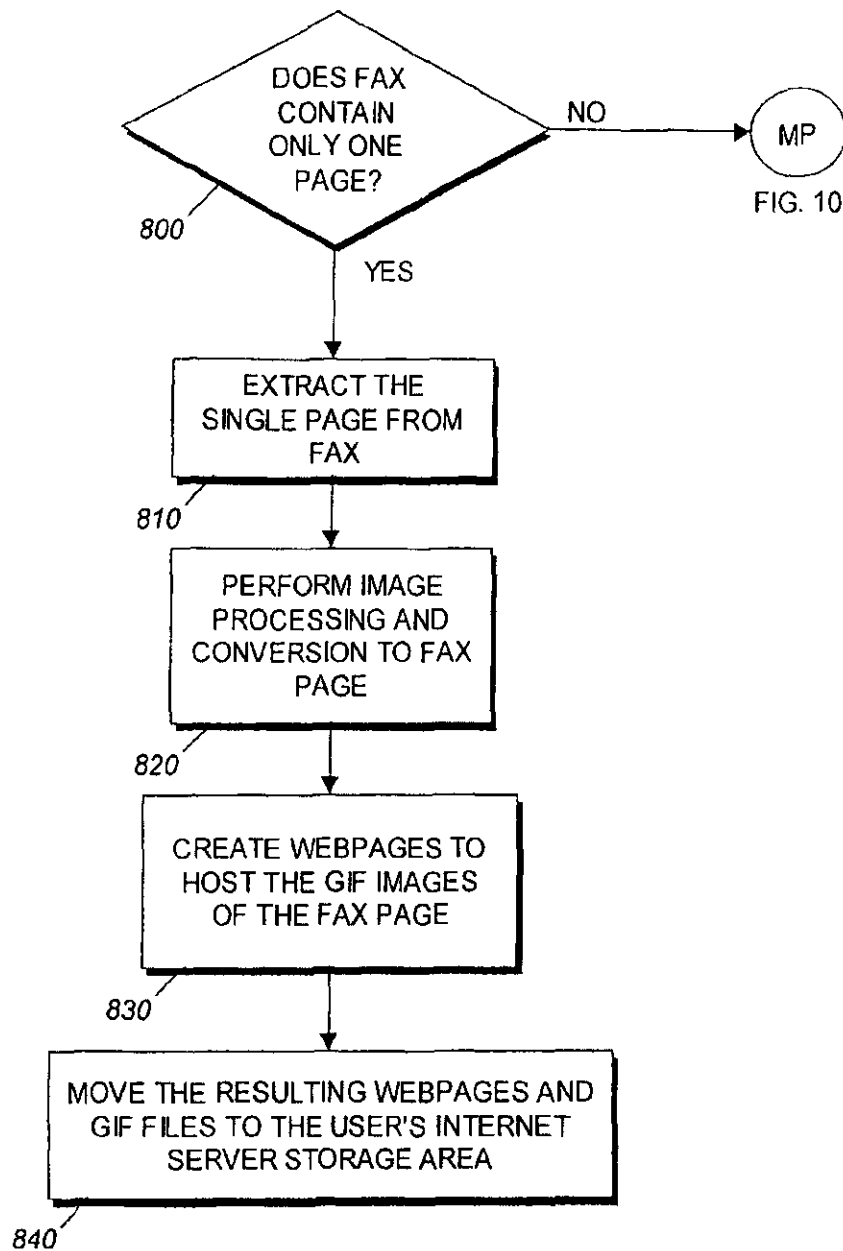 DOES FAX
CONTAIN
ONLY ONE
PAGE?
NO
MP
FIG. 10
800
YES
EXTRACT THE
SINGLE PAGE FROM
FAX
810
PERFORM IMAGE
PROCESSING AND
CONVERSION TO FAX
PAGE
820
CREATE WEBPAGES TO
HOST THE GIF IMAGES
OF THE FAX PAGE
830
MOVE THE RESULTING WEBPAGES AND
GIF FILES TO THE USER'S INTERNET
SERVER STORAGE AREA
840